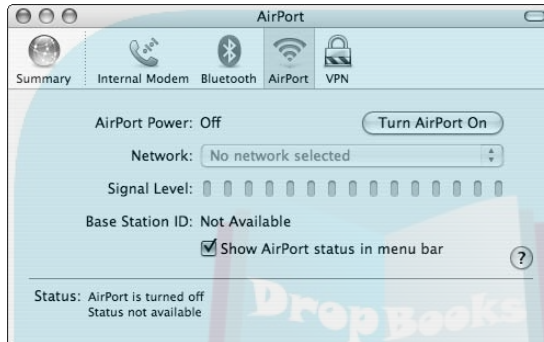 AirPort
Summary Internal Modem Bluetooth AirPort VPN
AirPort Power: Off Turn AirPort On
Network: No network selected
Signal Level:
Base Station ID: Not Available
Show AirPort status in menu bar
?
Status: AirPort is turned off
Status not available
DropBooks